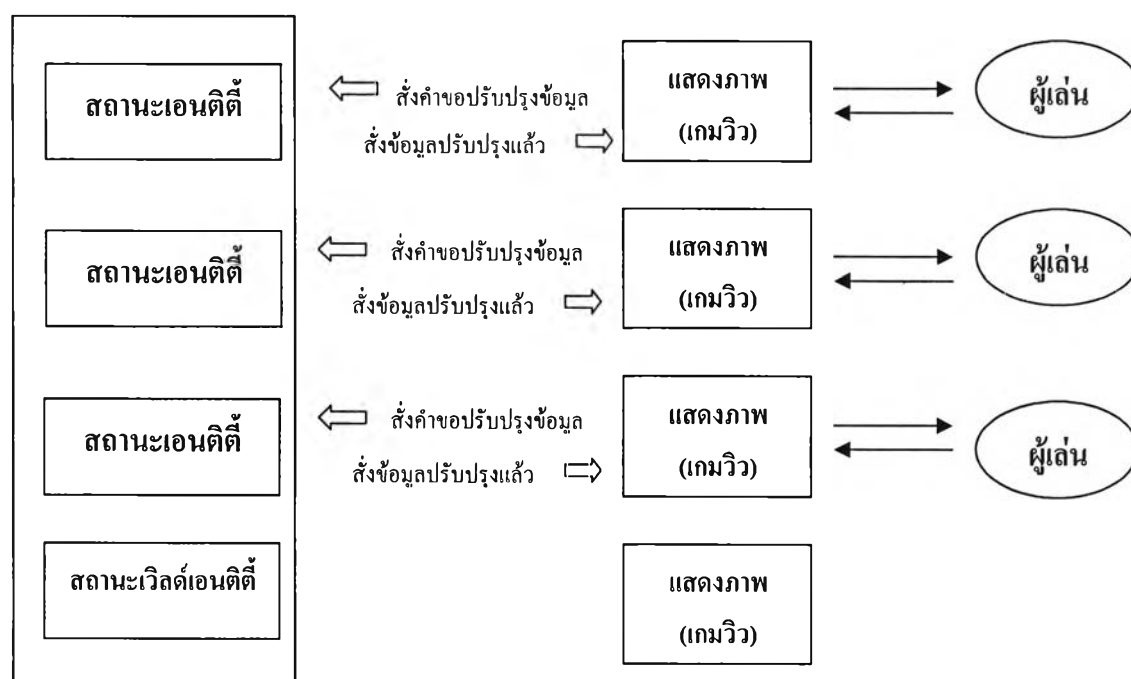 สถานะเอนติตี้
สั่งคำขอปรับปรุงข้อมูล
สั่งข้อมูลปรับปรุงแล้ว
แสดงภาพ
(เกมวิว)
ผู้เล่น
สถานะเอนติตี้
สั่งคำขอปรับปรุงข้อมูล
สั่งข้อมูลปรับปรุงแล้ว
แสดงภาพ
(เกมวิว)
ผู้เล่น
สถานะเอนติตี้
สั่งคำขอปรับปรุงข้อมูล
สั่งข้อมูลปรับปรุงแล้ว
แสดงภาพ
(เกมวิว)
ผู้เล่น
สถานะเวิลด์เอนติตี้
แสดงภาพ
(เกมวิว)